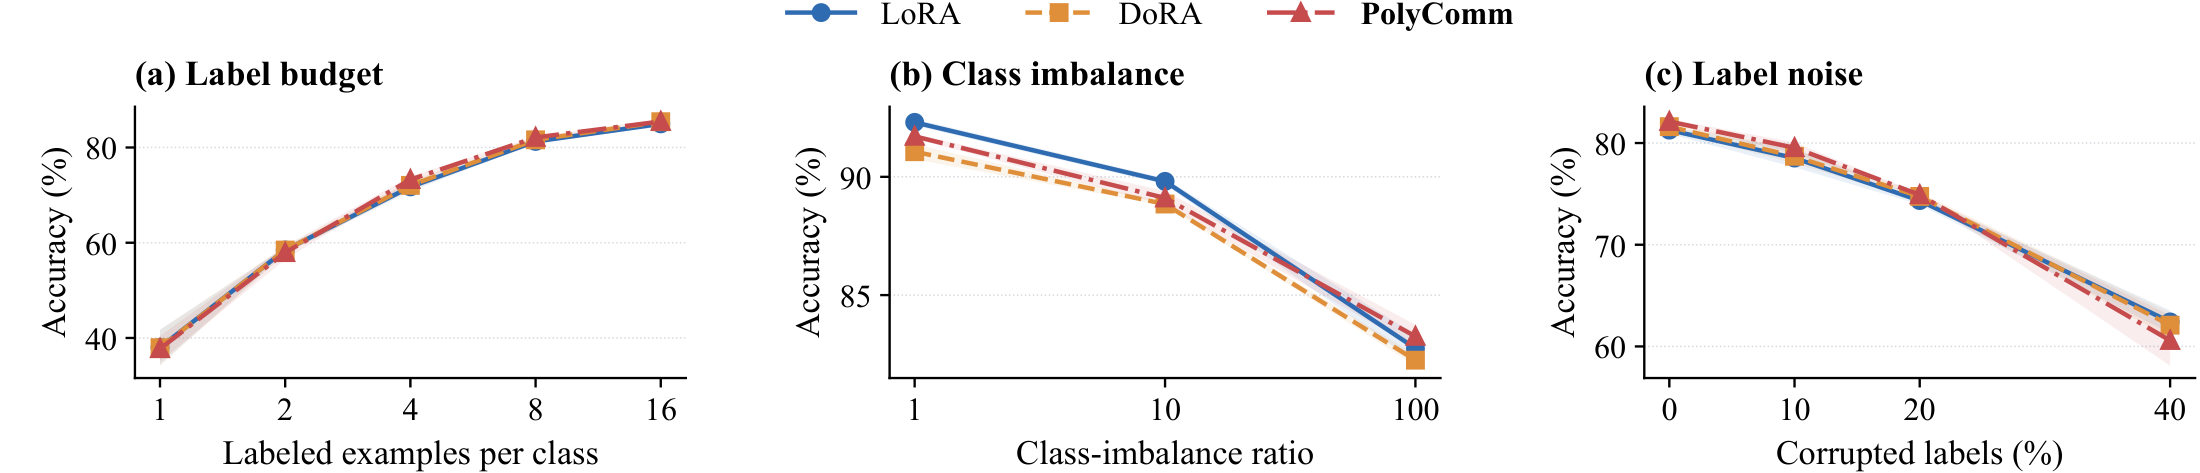 LoRA DoRA PolyComm
(a) Label budget
Accuracy (%)
80
60
40
1 2 4 8 16
Labeled examples per class
(b) Class imbalance
Accuracy (%)
90
85
1 10 100
Class-imbalance ratio
(c) Label noise
Accuracy (%)
80
70
60
0 10 20 40
Corrupted labels (%)